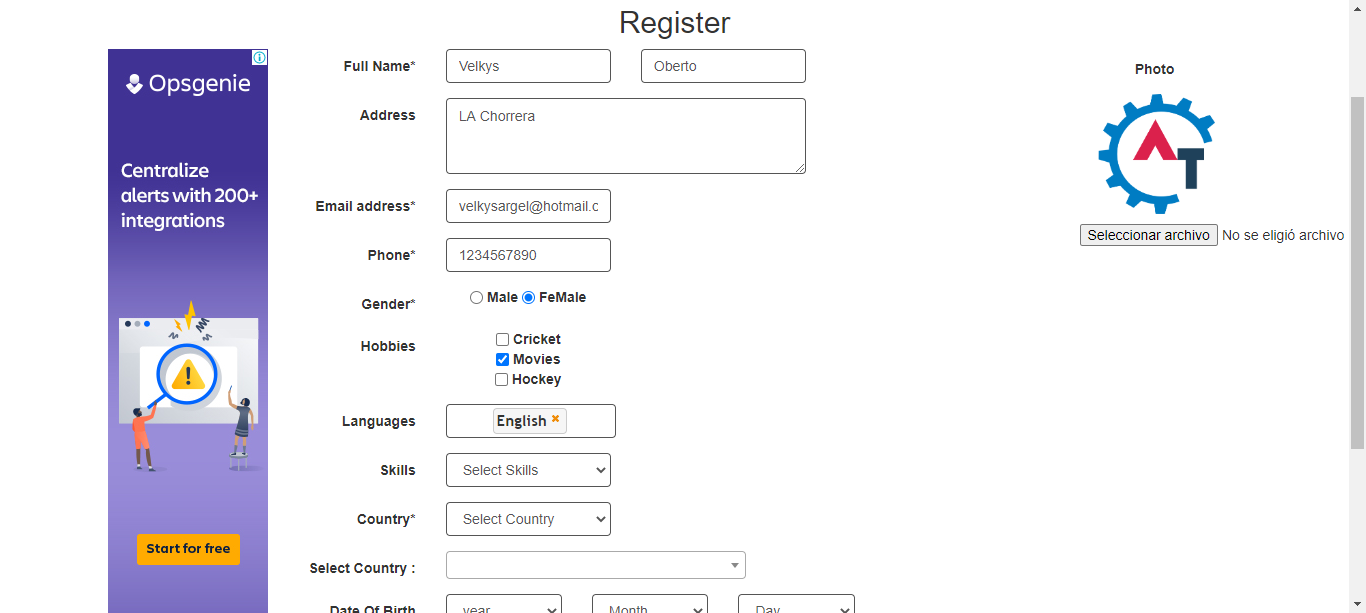 Register
Opsgenie
Centralize
alerts with 200+
integrations
Start for free
Full Name* Velkys Oberto
Address LA Chorrera
Email address* velkysargel@hotmail.c
Phone* 1234567890
Gender* Male FeMale
Hobbies Cricket
Movies
Hockey
Languages English
Skills Select Skills
Country* Select Country
Select Country :
Date Of Birth year Month Day
Photo
AT
Seleccionar archivo No se eligió archivo